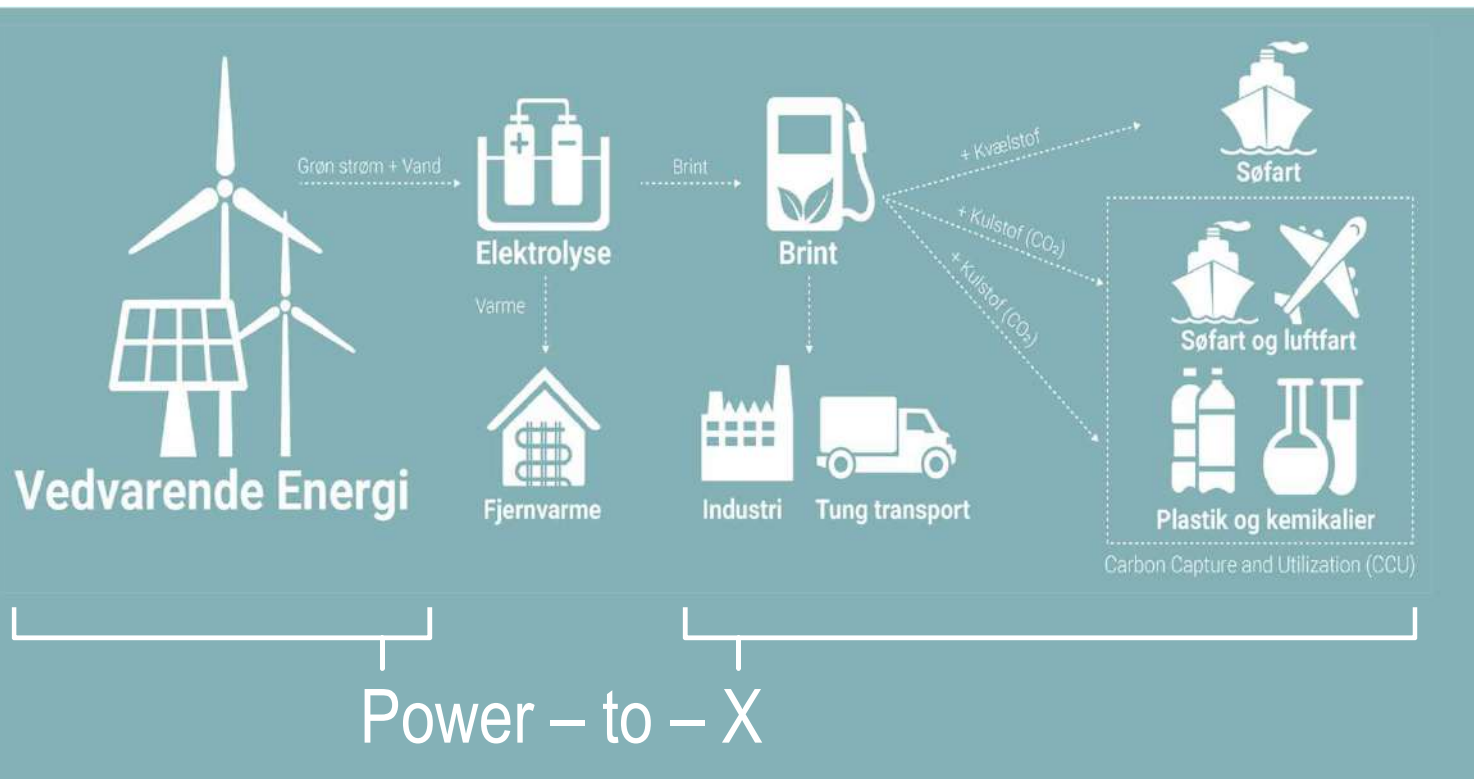 Grøn strøm + Vand
Vedvarende Energi
+ –
Elektrolyse
Varme
Fjernvarme
Brint
Brint
Industri
Tung transport
+ Kvælstof
+ Kulstof (CO₂)
+ Kulstof (CO₂)
Søfart
Søfart og luftfart
Plastik og kemikalier
Carbon Capture and Utilization (CCU)
Power – to – X